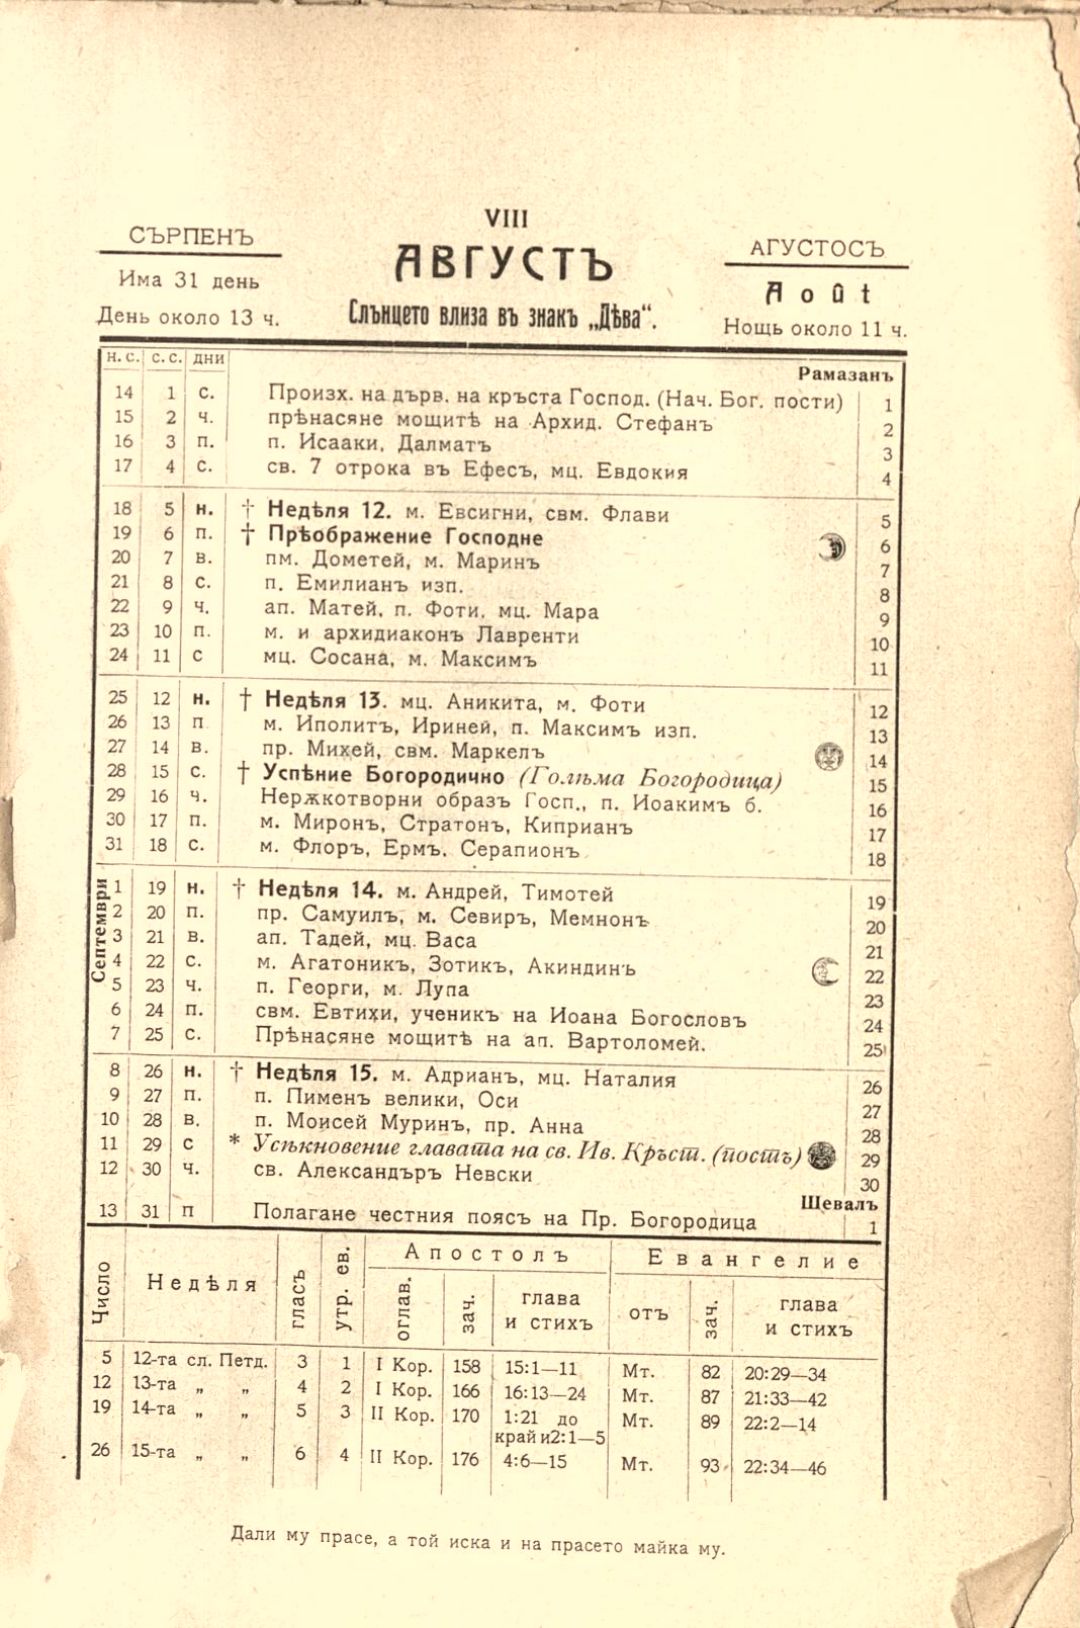 VIII
СЪРПЕНЪ
АВГУСТЪ
АГУСТОСЪ
Има 31 день
Août
День около 13 ч.
Слънцето влиза въ знакъ „Дѣва“.
Нощь около 11 ч.
н. с. с. с. дни
Рамазанъ
14 1 с. Произх. на дърв. на кръста Господ. (Нач. Бог. пости) 1
15 2 ч. прѣнасяне мощитѣ на Архид. Стефанъ 2
16 3 п. п. Исааки, Далматъ 3
17 4 с. св. 7 отрока въ Ефесъ, мц. Евдокия 4
18 5 н. † Недѣля 12. м. Евсигни, свм. Флави 5
19 6 п. † Прѣображение Господне 6
20 7 в. пм. Дометей, м. Маринъ 7
21 8 с. п. Емилианъ изп. 8
22 9 ч. ап. Матей, п. Фоти, мц. Мара 9
23 10 п. м. и архидиаконъ Лавренти 10
24 11 с мц. Сосана, м. Максимъ 11
25 12 н. † Недѣля 13. мц. Аникита, м. Фоти 12
26 13 п м. Иполитъ, Ириней, п. Максимъ изп. 13
27 14 в. пр. Михей, свм. Маркелъ 14
28 15 с. † Успѣние Богородично (Голѣма Богородица) 15
29 16 ч. Нержкотворни образъ Госп., п. Иоакимъ б. 16
30 17 п. м. Миронъ, Стратонъ, Киприанъ 17
31 18 с. м. Флоръ, Ермъ. Серапионъ 18
Септември
1 19 н. † Недѣля 14. м. Андрей, Тимотей 19
2 20 п. пр. Самуилъ, м. Севиръ, Мемнонъ 20
3 21 в. ап. Тадей, мц. Васа 21
4 22 с. м. Агатоникъ, Зотикъ, Акиндинъ 22
5 23 ч. п. Георги, м. Лупа 23
6 24 п. свм. Евтихи, ученикъ на Иоана Богословъ 24
7 25 с. Прѣнасяне мощитѣ на ап. Вартоломей. 25
8 26 н. † Недѣля 15. м. Адрианъ, мц. Наталия 26
9 27 п. п. Пименъ велики, Оси 27
10 28 в. п. Моисей Муринъ, пр. Анна 28
11 29 с * Усѣкновение главата на св. Ив. Кръст. (постъ) 29
12 30 ч. св. Александъръ Невски 30
Шевалъ
13 31 п Полагане честния поясъ на Пр. Богородица 1
Число Недѣля гласъ утр. ев. Апостолъ Евангелие
оглав. зач. глава и стихъ отъ зач. глава и стихъ
5 12-та сл. Петд. 3 1 I Кор. 158 15:1—11 Мт. 82 20:29—34
12 13-та „ „ 4 2 I Кор. 166 16:13—24 Мт. 87 21:33—42
19 14-та „ „ 5 3 II Кор. 170 1:21 до Мт. 89 22:2—14
край и2:1—5
26 15-та „ „ 6 4 II Кор. 176 4:6—15 Мт. 93 22:34—46
Дали му прасе, а той иска и на прасето майка му.